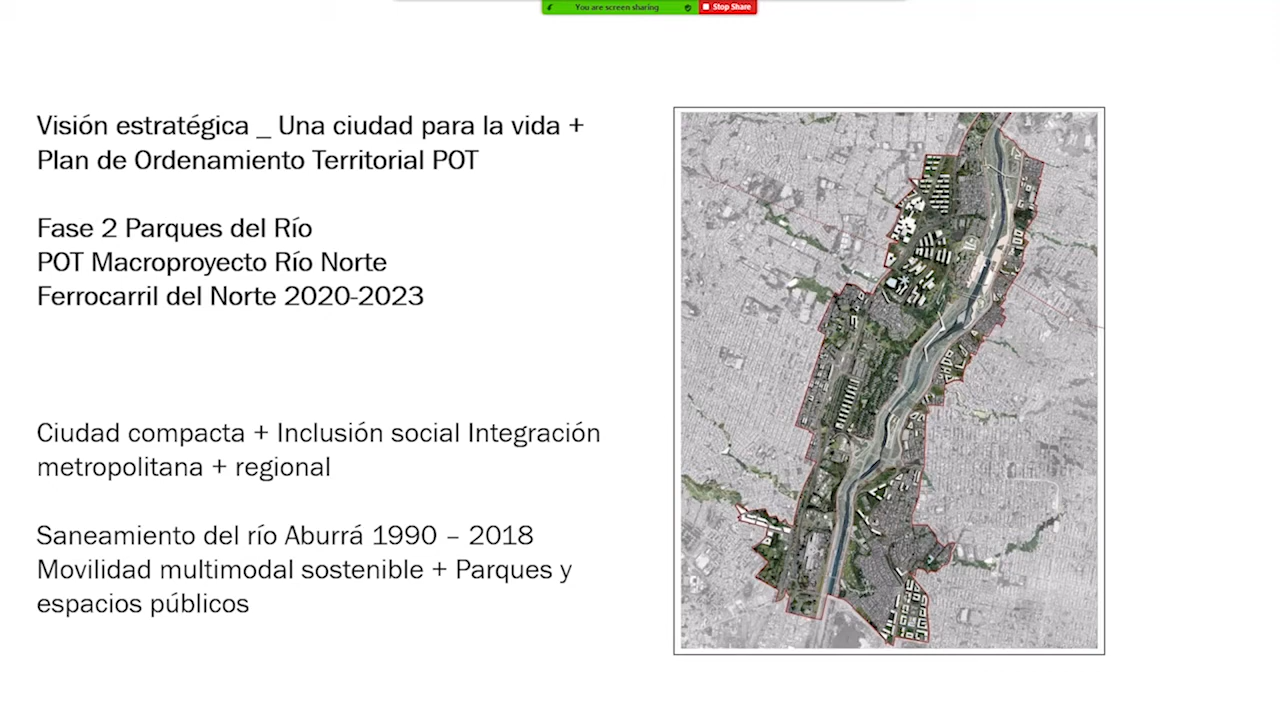 You are screen sharing
Stop Share
Visión estratégica _ Una ciudad para la vida +
Plan de Ordenamiento Territorial POT
Fase 2 Parques del Río
POT Macroproyecto Río Norte
Ferrocarril del Norte 2020-2023
Ciudad compacta + Inclusión social Integración
metropolitana + regional
Saneamiento del río Aburrá 1990 – 2018
Movilidad multimodal sostenible + Parques y
espacios públicos